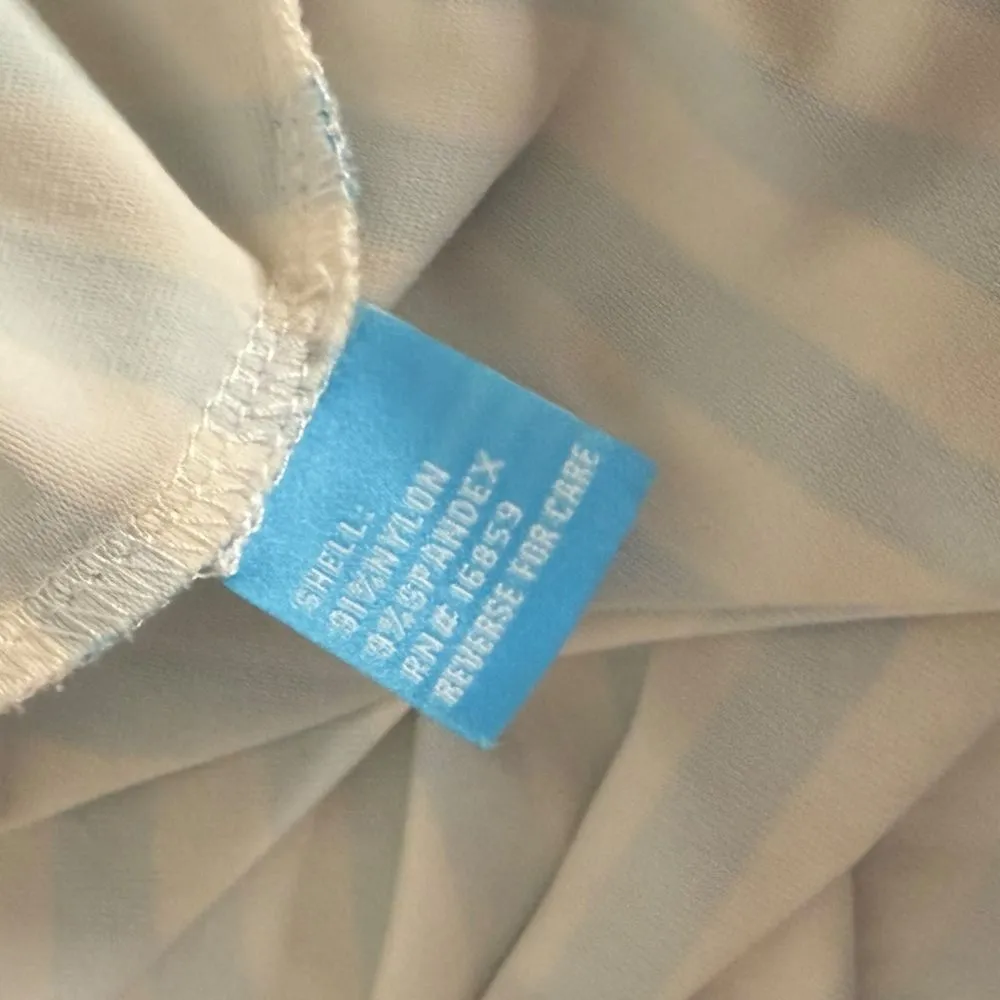 SHELL:
91%NYLON
9%SPANDEX
RN # 16859
REVERSE FOR CARE